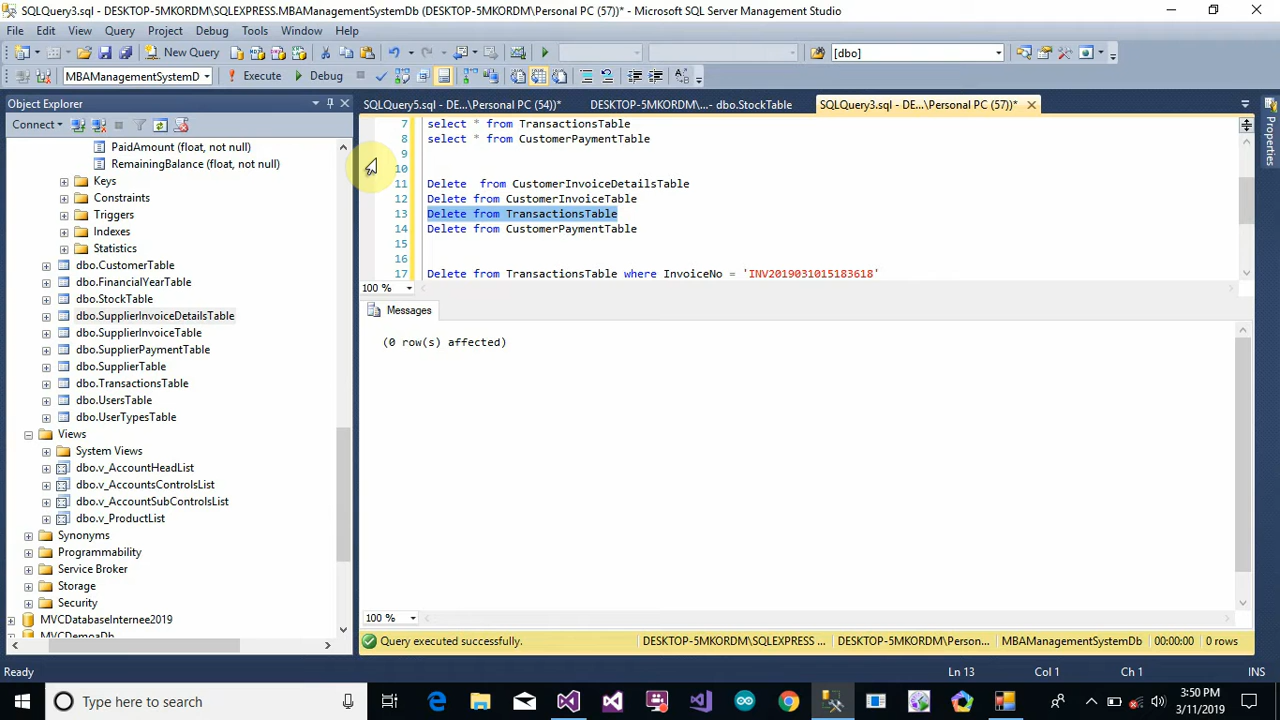 SQLQuery3.sql - DESKTOP-5MKORDM\SQLEXPRESS.MBAManagementSystemDb (DESKTOP-5MKORDM\Personal PC (57))* - Microsoft SQL Server Management Studio
File Edit View Query Project Debug Tools Window Help
New Query [dbo]
MBAManagementSystemD Execute Debug
Object Explorer
Connect
PaidAmount (float, not null)
RemainingBalance (float, not null)
Keys
Constraints
Triggers
Indexes
Statistics
dbo.CustomerTable
dbo.FinancialYearTable
dbo.StockTable
dbo.SupplierInvoiceDetailsTable
dbo.SupplierInvoiceTable
dbo.SupplierPaymentTable
dbo.SupplierTable
dbo.TransactionsTable
dbo.UsersTable
dbo.UserTypesTable
Views
System Views
dbo.v_AccountHeadList
dbo.v_AccountsControlsList
dbo.v_AccountSubControlsList
dbo.v_ProductList
Synonyms
Programmability
Service Broker
Storage
Security
MVCDatabaseInternee2019
MVCDemoaDb
SQLQuery5.sql - DE...\Personal PC (54))* DESKTOP-5MKORDM\...- dbo.StockTable SQLQuery3.sql - DE...\Personal PC (57))*
7 select * from TransactionsTable
8 select * from CustomerPaymentTable
9
10
11 Delete from CustomerInvoiceDetailsTable
12 Delete from CustomerInvoiceTable
13 Delete from TransactionsTable
14 Delete from CustomerPaymentTable
15
16
17 Delete from TransactionsTable where InvoiceNo = 'INV2019031015183618'
100 %
Messages
(0 row(s) affected)
100 %
Query executed successfully. DESKTOP-5MKORDM\SQLEXPRESS ... DESKTOP-5MKORDM\Person... MBAManagementSystemDb 00:00:00 0 rows
Properties
Ready Ln 13 Col 1 Ch 1 INS
Type here to search
3:50 PM
3/11/2019